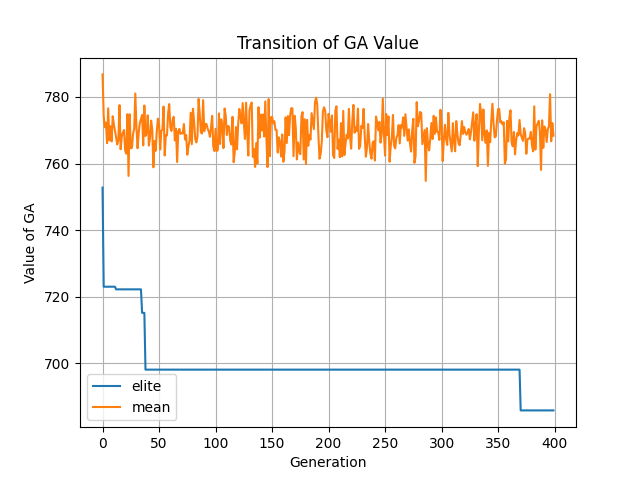 Transition of GA Value
Value of GA
780
760
740
720
700
elite
mean
0 50 100 150 200 250 300 350 400
Generation